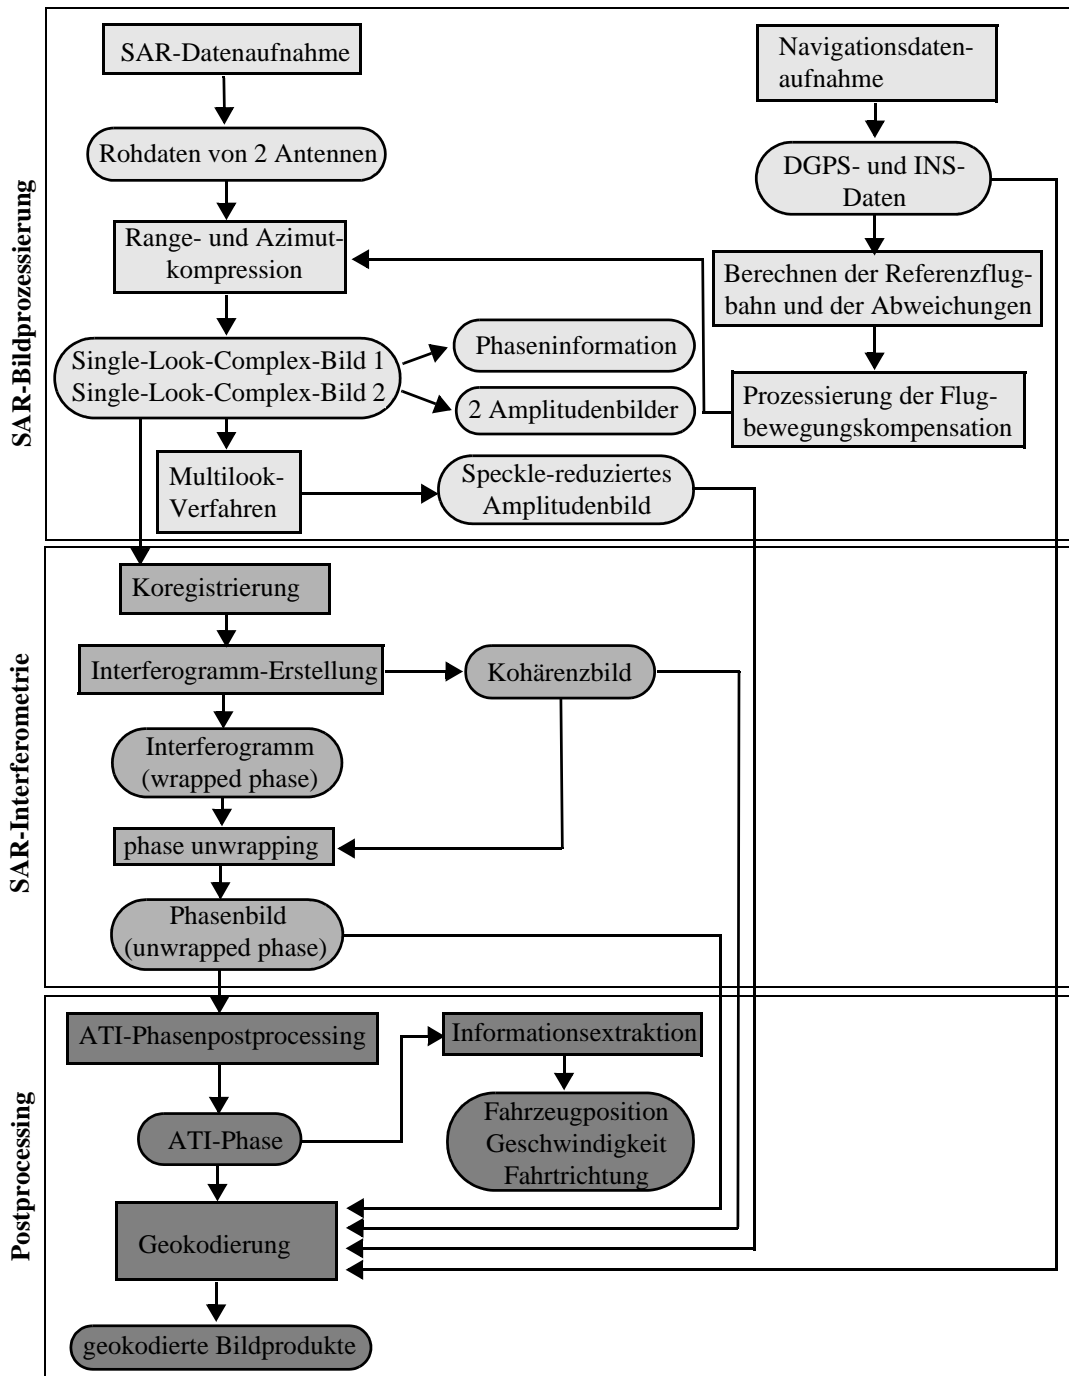 SAR-Bildprozessierung
SAR-Datenaufnahme
Navigationsdaten-
aufnahme
Rohdaten von 2 Antennen
DGPS- und INS-
Daten
Range- und Azimut-
kompression
Berechnen der Referenzflug-
bahn und der Abweichungen
Single-Look-Complex-Bild 1
Single-Look-Complex-Bild 2
Phaseninformation
2 Amplitudenbilder
Prozessierung der Flug-
bewegungskompensation
Multilook-
Verfahren
Speckle-reduziertes
Amplitudenbild
SAR-Interferometrie
Koregistrierung
Interferogramm-Erstellung
Kohärenzbild
Interferogramm
(wrapped phase)
phase unwrapping
Phasenbild
(unwrapped phase)
Postprocessing
ATI-Phasenpostprocessing
Informationsextraktion
ATI-Phase
Fahrzeugposition
Geschwindigkeit
Fahrtrichtung
Geokodierung
geokodierte Bildprodukte